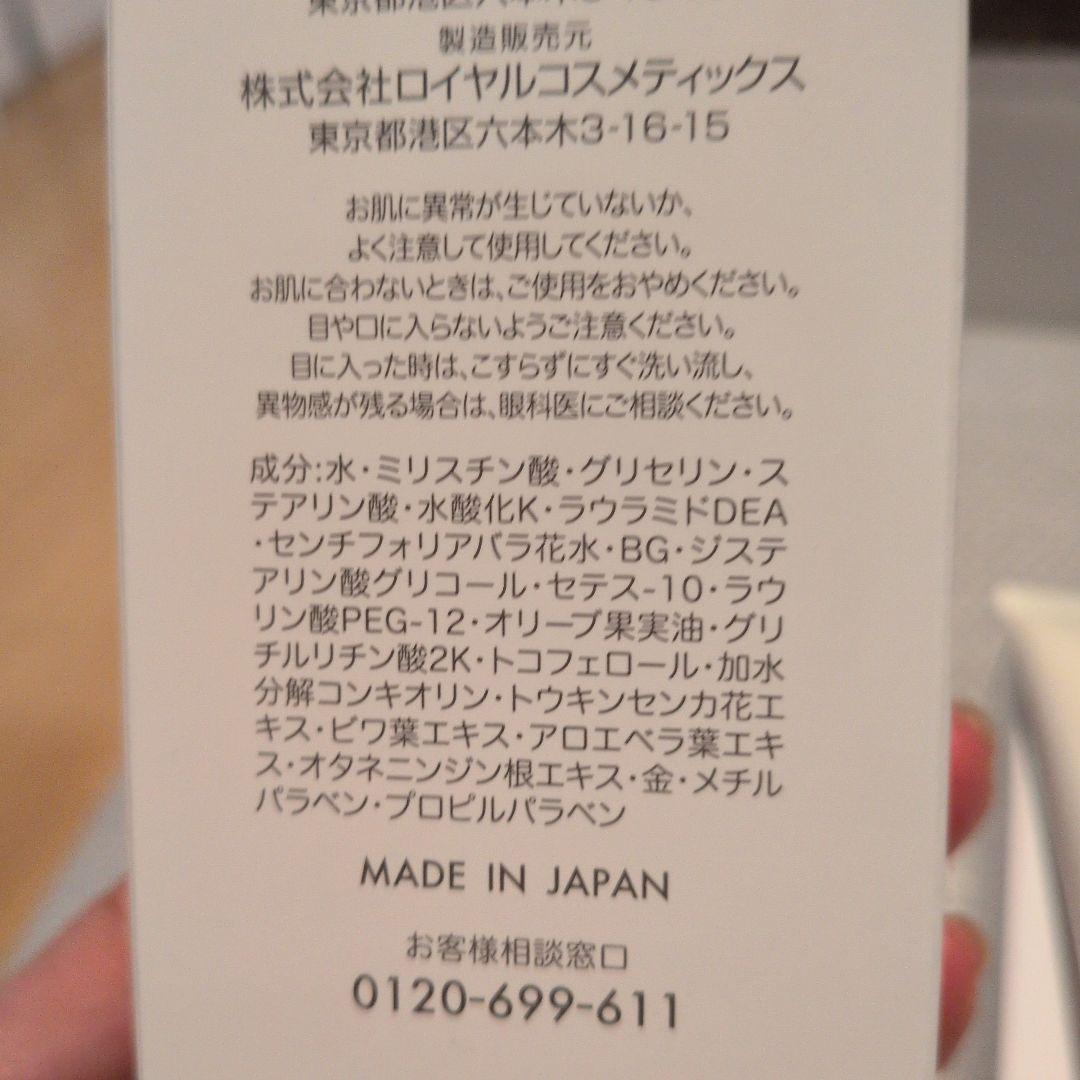 製造販売元
株式会社ロイヤルコスメティックス
東京都港区六本木3-16-15
お肌に異常が生じていないか、
よく注意して使用してください。
お肌に合わないときは、ご使用をおやめください。
目や口に入らないようご注意ください。
目に入った時は、こすらずにすぐ洗い流し、
異物感が残る場合は、眼科医にご相談ください。
成分:水・ミリスチン酸・グリセリン・ス
テアリン酸・水酸化K・ラウラミドDEA
・センチフォリアバラ花水・BG・ジステ
アリン酸グリコール・セテス-10・ラウ
リン酸PEG-12・オリーブ果実油・グリ
チルリチン酸2K・トコフェロール・加水
分解コンキオリン・トウキンセンカ花エ
キス・ビワ葉エキス・アロエベラ葉エキ
ス・オタネニンジン根エキス・金・メチル
パラベン・プロピルパラベン
MADE IN JAPAN
お客様相談窓口
0120-699-611